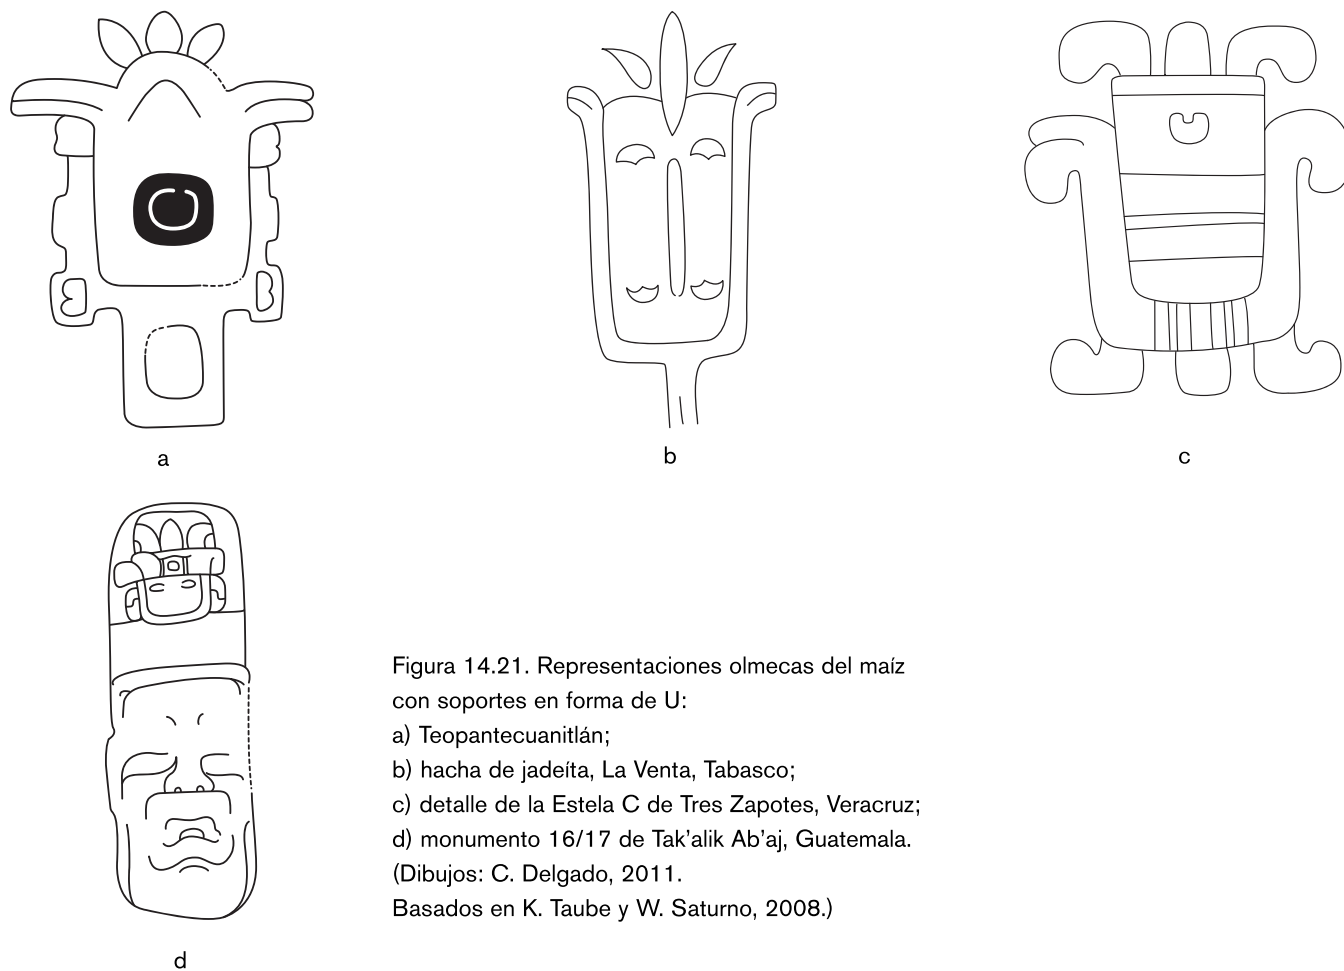 a
b
c
d
Figura 14.21. Representaciones olmecas del maíz
con soportes en forma de U:
a) Teopantecuanitlán;
b) hacha de jadeíta, La Venta, Tabasco;
c) detalle de la Estela C de Tres Zapotes, Veracruz;
d) monumento 16/17 de Tak’alik Ab’aj, Guatemala.
(Dibujos: C. Delgado, 2011.
Basados en K. Taube y W. Saturno, 2008.)